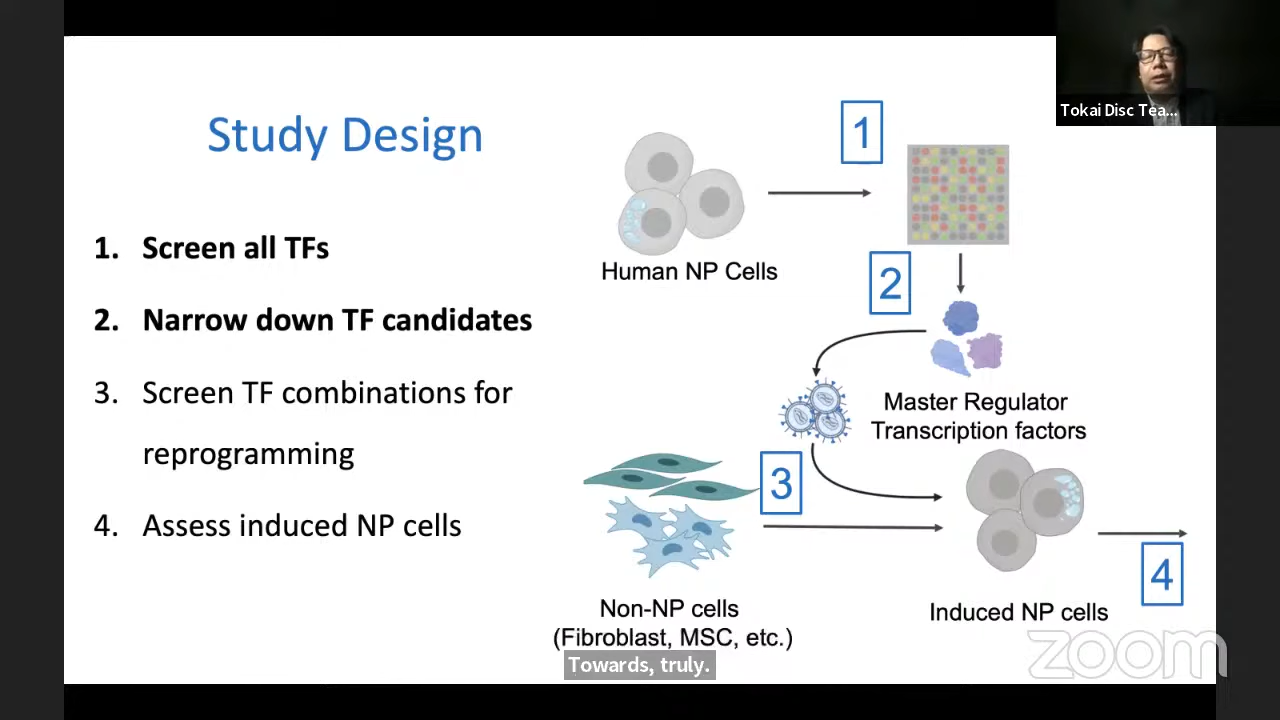 Tokai Disc Tea...
Study Design
1. Screen all TFs
2. Narrow down TF candidates
3. Screen TF combinations for
reprogramming
4. Assess induced NP cells
1
Human NP Cells
2
Master Regulator
Transcription factors
3
Non-NP cells
(Fibroblast, MSC, etc.)
Induced NP cells
4
Towards, truly.
zoom